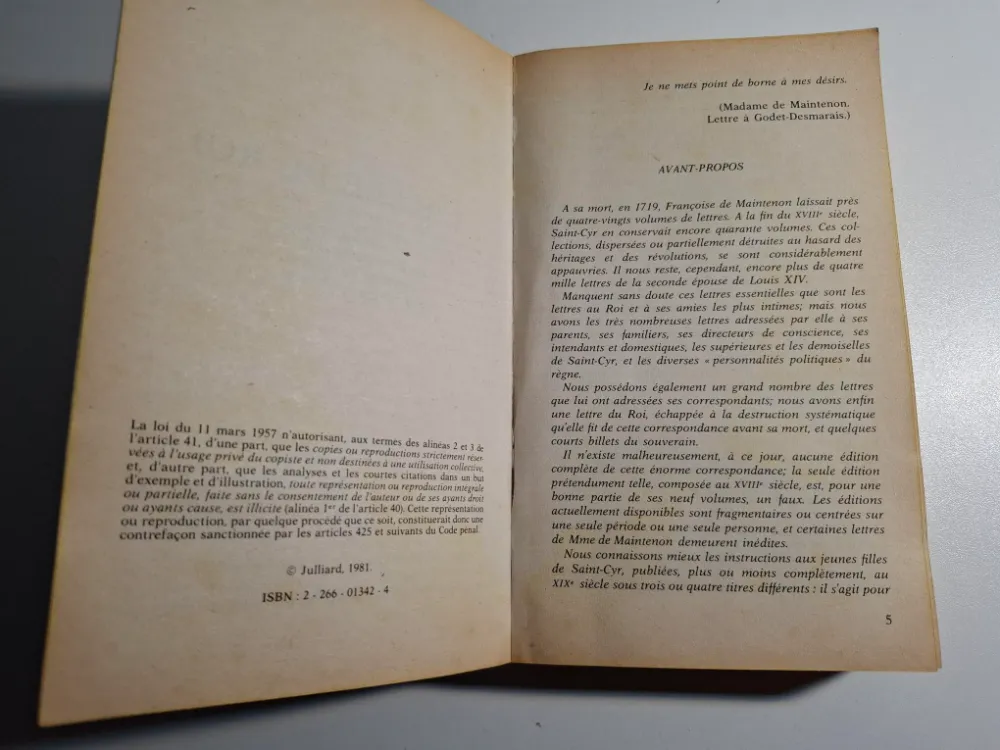 La loi du 11 mars 1957 n'autorisant, aux termes des alinéas 2 et 3 de
l'article 41, d'une part, que les copies ou reproductions strictement réser-
vées à l'usage privé du copiste et non destinées à une utilisation collective,
et, d'autre part, que les analyses et les courtes citations dans un but
d'exemple et d'illustration, toute représentation ou reproduction intégrale
ou partielle, faite sans le consentement de l'auteur ou de ses ayants droit
ou ayants cause, est illicite (alinéa 1er de l'article 40). Cette représentation
ou reproduction, par quelque procédé que ce soit, constituerait donc une
contrefaçon sanctionnée par les articles 425 et suivants du Code pénal.
© Julliard, 1981.
ISBN : 2 - 266 - 01342 - 4
Je ne mets point de borne à mes désirs.
(Madame de Maintenon.
Lettre à Godet-Desmarais.)
AVANT-PROPOS
A sa mort, en 1719, Françoise de Maintenon laissait près
de quatre-vingts volumes de lettres. A la fin du XVIIIe siècle,
Saint-Cyr en conservait encore quarante volumes. Ces col-
lections, dispersées ou partiellement détruites au hasard des
héritages et des révolutions, se sont considérablement
appauvries. Il nous reste, cependant, encore plus de quatre
mille lettres de la seconde épouse de Louis XIV.
Manquent sans doute ces lettres essentielles que sont les
lettres au Roi et à ses amies les plus intimes; mais nous
avons les très nombreuses lettres adressées par elle à ses
parents, ses familiers, ses directeurs de conscience, ses
intendants et domestiques, les supérieures et les demoiselles
de Saint-Cyr, et les diverses « personnalités politiques » du
règne.
Nous possédons également un grand nombre des lettres
que lui ont adressées ses correspondants; nous avons enfin
une lettre du Roi, échappée à la destruction systématique
qu'elle fit de cette correspondance avant sa mort, et quelques
courts billets du souverain.
Il n'existe malheureusement, à ce jour, aucune édition
complète de cette énorme correspondance; la seule édition
prétendument telle, composée au XVIIIe siècle, est, pour une
bonne partie de ses neuf volumes, un faux. Les éditions
actuellement disponibles sont fragmentaires ou centrées sur
une seule période ou une seule personne, et certaines lettres
de Mme de Maintenon demeurent inédites.
Nous connaissons mieux les instructions aux jeunes filles
de Saint-Cyr, publiées, plus ou moins complètement, au
XIXe siècle sous trois ou quatre titres différents : il s'agit pour
5